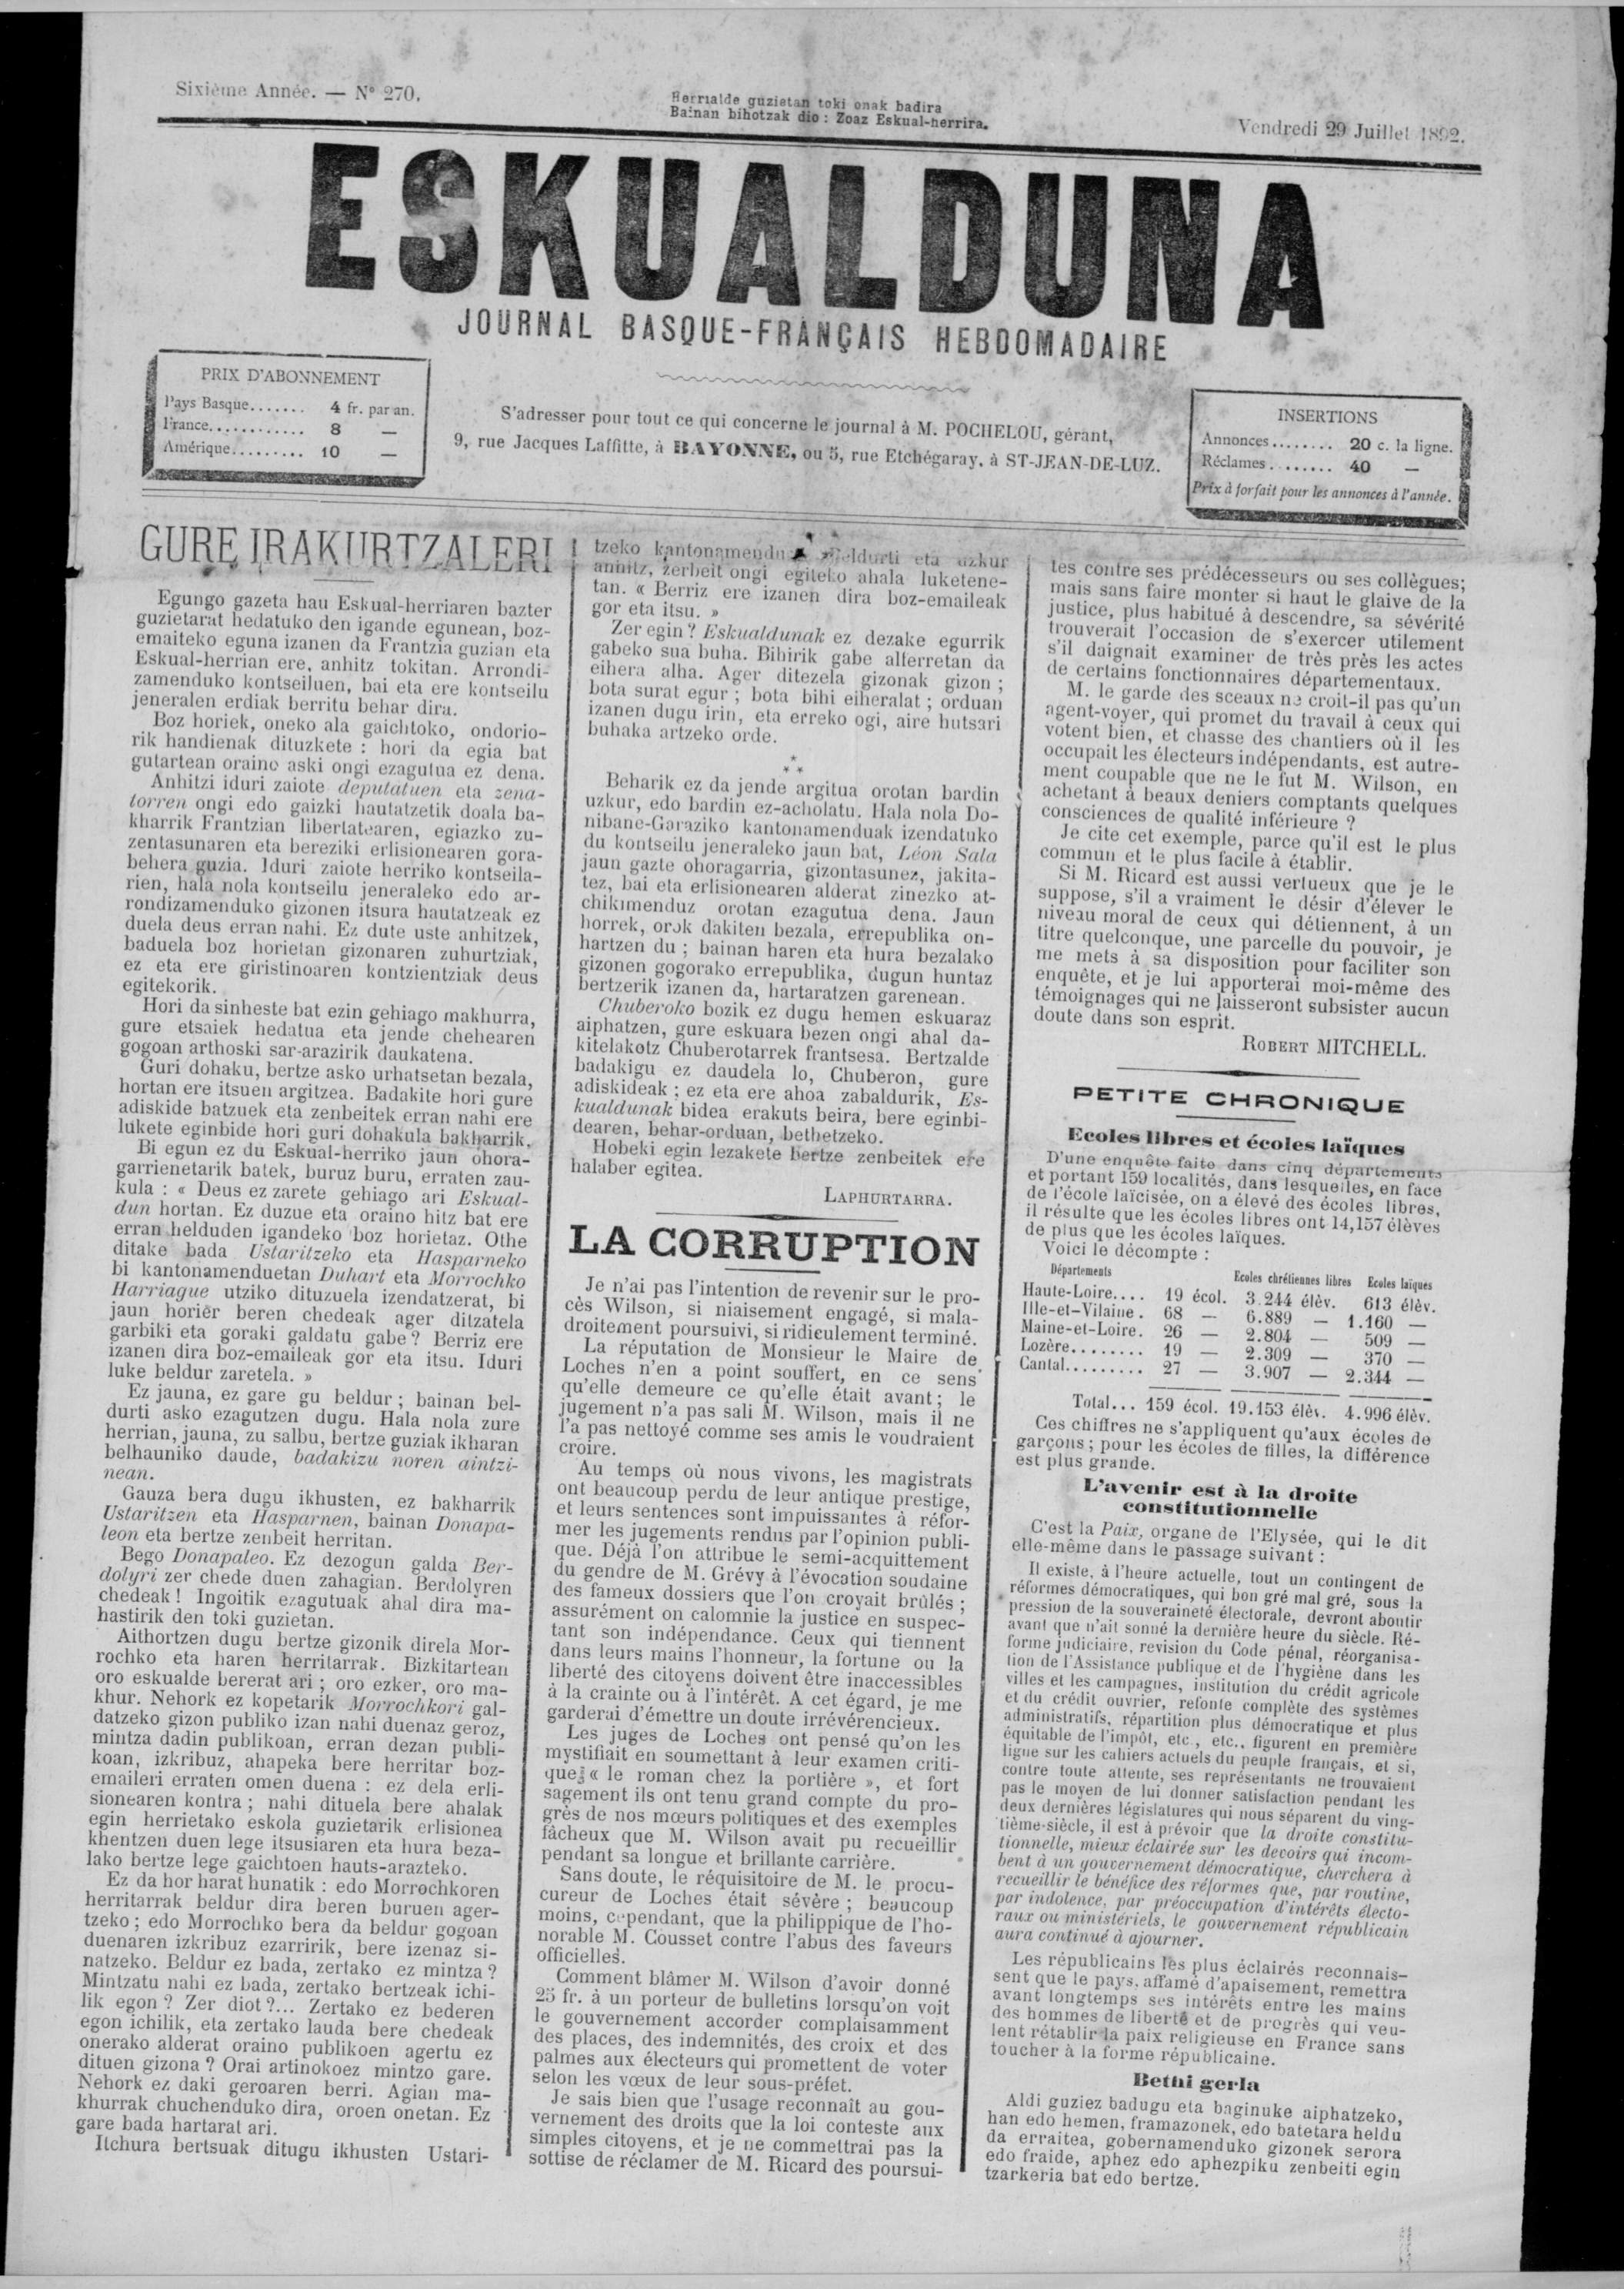 Sixième Année. — N° 270.
Herrialde guzietan toki onak badira
Bainan bihotzak dio : Zoaz Eskual-herrira.
Vendredi 29 Juillet 1892.
ESKUALDUNA
JOURNAL BASQUE-FRANÇAIS HEBDOMADAIRE
PRIX D'ABONNEMENT
Pays Basque....... 4 fr. par an.
France............ 8 —
Amérique......... 10 —
S'adresser pour tout ce qui concerne le journal à M. POCHELOU, gérant,
9, rue Jacques Laffitte, à BAYONNE, ou 5, rue Etchégaray, à ST-JEAN-DE-LUZ.
INSERTIONS
Annonces........ 20 c. la ligne.
Réclames........ 40 —
Prix à forfait pour les annonces à l'année.
GURE IRAKURTZALERI
Egungo gazeta hau Eskual-herriaren bazter
guzietarat hedatuko den igande egunean, boz-
emaiteko eguna izanen da Frantzia guzian eta
Eskual-herrian ere, anhitz tokitan. Arrondi-
zamenduko kontseiluen, bai eta ere kontseilu
jeneralen erdiak berritu behar dira.
Boz horiek, oneko ala gaichtoko, ondorio-
rik handienak dituzkete : hori da egia bat
gutartean oraino aski ongi ezagutua ez dena.
Anhitzi iduri zaiote deputatuen eta zena-
torren ongi edo gaizki hautatzetik doala ba-
kharrik Frantzian libertatearen, egiazko zu-
zentasunaren eta bereziki erlisionearen gora-
behera guzia. Iduri zaiote herriko kontseila-
rien, hala nola kontseilu jeneraleko edo ar-
rondizamenduko gizonen itsura hautatzeak ez
duela deus erran nahi. Ez dute uste anhitzek,
baduela boz horietan gizonaren zuhurtziak,
ez eta ere giristinoaren kontzientziak deus
egitekorik.
Hori da sinheste bat ezin gehiago makhurra,
gure etsaiek hedatua eta jende chehearen
gogoan arthoski sar-arazirik daukatena.
Guri dohaku, bertze asko urhatsetan bezala,
hortan ere itsuen argitzea. Badakite hori gure
adiskide batzuek eta zenbeitek erran nahi ere
lukete eginbide hori guri dohakula bakharrik.
Bi egun ez du Eskual-herriko jaun ohora-
garrienetarik batek, buruz buru, erraten zau-
kula : « Deus ez zarete gehiago ari Eskual-
dun hortan. Ez duzue eta oraino hitz bat ere
erran helduden igandeko boz horietaz. Othe
ditake bada Ustaritzeko eta Hasparneko
bi kantonamenduetan Duhart eta Morrochko
Harriague utziko dituzuela izendatzerat, bi
jaun horier beren chedeak ager ditzatela
garbiki eta goraki galdatu gabe ? Berriz ere
izanen dira boz-emaileak gor eta itsu. Iduri
luke beldur zaretela. »
Ez jauna, ez gare gu beldur ; bainan bel-
durti asko ezagutzen dugu. Hala nola zure
herrian, jauna, zu salbu, bertze guziak ikharan
belhauniko daude, badakizu noren aintzi-
nean.
Gauza bera dugu ikhusten, ez bakharrik
Ustaritzen eta Hasparnen, bainan Donapa-
leon eta bertze zenbeit herritan.
Bego Donapaleo. Ez dezogun galda Ber-
dolyri zer chede duen zahagian. Berdolyren
chedeak ! Ingoitik ezagutuak ahal dira ma-
hastirik den toki guzietan.
Aithortzen dugu bertze gizonik direla Mor-
rochko eta haren herritarrak. Bizkitartean
oro eskualde bererat ari ; oro ezker, oro ma-
khur. Nehork ez kopetarik Morrochkori gal-
datzeko gizon publiko izan nahi duenaz geroz,
mintza dadin publikoan, erran dezan publi-
koan, izkribuz, ahapeka bere herritar boz-
emaileri erraten omen duena : ez dela erli-
sionearen kontra ; nahi dituela bere ahalak
egin herrietako eskola guzietarik erlisionea
khentzen duen lege itsusiaren eta hura beza-
lako bertze lege gaichtoen hauts-arazteko.
Ez da hor harat hunatik : edo Morrochkoren
herritarrak beldur dira beren buruen ager-
tzeko ; edo Morrochko bera da beldur gogoan
duenaren izkribuz ezarririk, bere izenaz si-
natzeko. Beldur ez bada, zertako ez mintza ?
Mintzatu nahi ez bada, zertako bertzeak ichi-
lik egon ? Zer diot ?... Zertako ez bederen
egon ichilik, eta zertako lauda bere chedeak
onerako alderat oraino publikoen agertu ez
dituen gizona ? Orai artinokoez mintzo gare.
Nehork ez daki geroaren berri. Agian ma-
khurrak chuchenduko dira, oroen onetan. Ez
gare bada hartarat ari.
Itchura bertsuak ditugu ikhusten Ustari-
tzeko kantonamenduan Beldurti eta uzkur
anhitz, zerbeit ongi egiteko ahala luketene-
tan. « Berriz ere izanen dira boz-emaileak
gor eta itsu. »
Zer egin ? Eskualdunak ez dezake egurrik
gabeko sua buha. Bihirik gabe alferretan da
eihera alha. Ager ditezela gizonak gizon ;
bota surat egur ; bota bihi eiheralat ; orduan
izanen dugu irin, eta erreko ogi, aire hutsari
buhaka artzeko orde.
* * *
Beharik ez da jende argitua orotan bardin
uzkur, edo bardin ez-acholatu. Hala nola Do-
nibane-Garaziko kantonamenduak izendatuko
du kontseilu jeneraleko jaun bat, Léon Sala
jaun gazte ohoragarria, gizontasunez, jakita-
tez, bai eta erlisionearen alderat zinezko at-
chikimenduz orotan ezagutua dena. Jaun
horrek, orok dakiten bezala, errepublika on-
hartzen du ; bainan haren eta hura bezalako
gizonen gogorako errepublika, dugun huntaz
bertzerik izanen da, hartaratzen garenean.
Chuberoko bozik ez dugu hemen eskuaraz
aiphatzen, gure eskuara bezen ongi ahal da-
kitelakotz Chuberotarrek frantsesa. Bertzalde
badakigu ez daudela lo, Chuberon, gure
adiskideak ; ez eta ere ahoa zabaldurik, Es-
kualdunak bidea erakuts beira, bere eginbi-
dearen, behar-orduan, bethetzeko.
Hobeki egin lezakete bertze zenbeitek ere
halaber egitea.
LAPHURTARRA.
LA CORRUPTION
Je n'ai pas l'intention de revenir sur le pro-
cès Wilson, si niaisement engagé, si mala-
droitement poursuivi, si ridiculement terminé.
La réputation de Monsieur le Maire de
Loches n'en a point souffert, en ce sens
qu'elle demeure ce qu'elle était avant ; le
jugement n'a pas sali M. Wilson, mais il ne
l'a pas nettoyé comme ses amis le voudraient
croire.
Au temps où nous vivons, les magistrats
ont beaucoup perdu de leur antique prestige,
et leurs sentences sont impuissantes à réfor-
mer les jugements rendus par l'opinion publi-
que. Déjà l'on attribue le semi-acquittement
du gendre de M. Grévy à l'évocation soudaine
des fameux dossiers que l'on croyait brûlés ;
assurément on calomnie la justice en suspec-
tant son indépendance. Ceux qui tiennent
dans leurs mains l'honneur, la fortune ou la
liberté des citoyens doivent être inaccessibles
à la crainte ou à l'intérêt. A cet égard, je me
garderai d'émettre un doute irrévérencieux.
Les juges de Loches ont pensé qu'on les
mystifiait en soumettant à leur examen criti-
que « le roman chez la portière », et fort
sagement ils ont tenu grand compte du pro-
grès de nos mœurs politiques et des exemples
fâcheux que M. Wilson avait pu recueillir
pendant sa longue et brillante carrière.
Sans doute, le réquisitoire de M. le procu-
cureur de Loches était sévère ; beaucoup
moins, cependant, que la philippique de l'ho-
norable M. Cousset contre l'abus des faveurs
officielles.
Comment blâmer M. Wilson d'avoir donné
25 fr. à un porteur de bulletins lorsqu'on voit
le gouvernement accorder complaisamment
des places, des indemnités, des croix et des
palmes aux électeurs qui promettent de voter
selon les vœux de leur sous-préfet.
Je sais bien que l'usage reconnaît au gou-
vernement des droits que la loi conteste aux
simples citoyens, et je ne commettrai pas la
sottise de réclamer de M. Ricard des poursui-
tes contre ses prédécesseurs ou ses collègues;
mais sans faire monter si haut le glaive de la
justice, plus habitué à descendre, sa sévérité
trouverait l'occasion de s'exercer utilement
s'il daignait examiner de très près les actes
de certains fonctionnaires départementaux.
M. le garde des sceaux ne croit-il pas qu'un
agent-voyer, qui promet du travail à ceux qui
votent bien, et chasse des chantiers où il les
occupait les électeurs indépendants, est autre-
ment coupable que ne le fut M. Wilson, en
achetant à beaux deniers comptants quelques
consciences de qualité inférieure ?
Je cite cet exemple, parce qu'il est le plus
commun et le plus facile à établir.
Si M. Ricard est aussi vertueux que je le
suppose, s'il a vraiment le désir d'élever le
niveau moral de ceux qui détiennent, à un
titre quelconque, une parcelle du pouvoir, je
me mets à sa disposition pour faciliter son
enquête, et je lui apporterai moi-même des
témoignages qui ne laisseront subsister aucun
doute dans son esprit.
ROBERT MITCHELL.
PETITE CHRONIQUE
Ecoles libres et écoles laïques
D'une enquête faite dans cinq départements
et portant 159 localités, dans lesquelles, en face
de l'école laïcisée, on a élevé des écoles libres,
il résulte que les écoles libres ont 14,157 élèves
de plus que les écoles laïques.
Voici le décompte :
Départements Ecoles chrétiennes libres Ecoles laïques
Haute-Loire.... 19 écol. 3.244 élèv. 613 élèv.
Ille-et-Vilaine. 68 — 6.889 — 1.160 —
Maine-et-Loire. 26 — 2.804 — 509 —
Lozère........ 19 — 2.309 — 370 —
Cantal......... 27 — 3.907 — 2.344 —
Total... 159 écol. 19.153 élèv. 4.996 élèv.
Ces chiffres ne s'appliquent qu'aux écoles de
garçons ; pour les écoles de filles, la différence
est plus grande.
L'avenir est à la droite
constitutionnelle
C'est la Paix, organe de l'Elysée, qui le dit
elle-même dans le passage suivant :
Il existe, à l'heure actuelle, tout un contingent de
réformes démocratiques, qui bon gré mal gré, sous la
pression de la souveraineté électorale, devront aboutir
avant que n'ait sonné la dernière heure du siècle. Ré-
forme judiciaire, revision du Code pénal, réorganisa-
tion de l'Assistance publique et de l'hygiène dans les
villes et les campagnes, institution du crédit agricole
et du crédit ouvrier, refonte complète des systèmes
administratifs, répartition plus démocratique et plus
équitable de l'impôt, etc., etc., figurent en première
ligne sur les cahiers actuels du peuple français, et si,
contre toute attente, ses représentants ne trouvaient
pas le moyen de lui donner satisfaction pendant les
deux dernières législatures qui nous séparent du ving-
tième-siècle, il est à prévoir que la droite constitu-
tionnelle, mieux éclairée sur les devoirs qui incom-
bent à un gouvernement démocratique, cherchera à
recueillir le bénéfice des réformes que, par routine,
par indolence, par préoccupation d'intérêts électo-
raux ou ministériels, le gouvernement républicain
aura continué à ajourner.
Les républicains les plus éclairés reconnais-
sent que le pays, affamé d'apaisement, remettra
avant longtemps ses intérêts entre les mains
des hommes de liberté et de progrès qui veu-
lent rétablir la paix religieuse en France sans
toucher à la forme républicaine.
Bethi gerla
Aldi guziez badugu eta baginuke aiphatzeko,
han edo hemen, framazonek, edo batetara heldu
da erraitea, gobernamenduko gizonek serora
edo fraide, aphez edo aphezpiku zenbeiti egin
tzarkeria bat edo bertze.